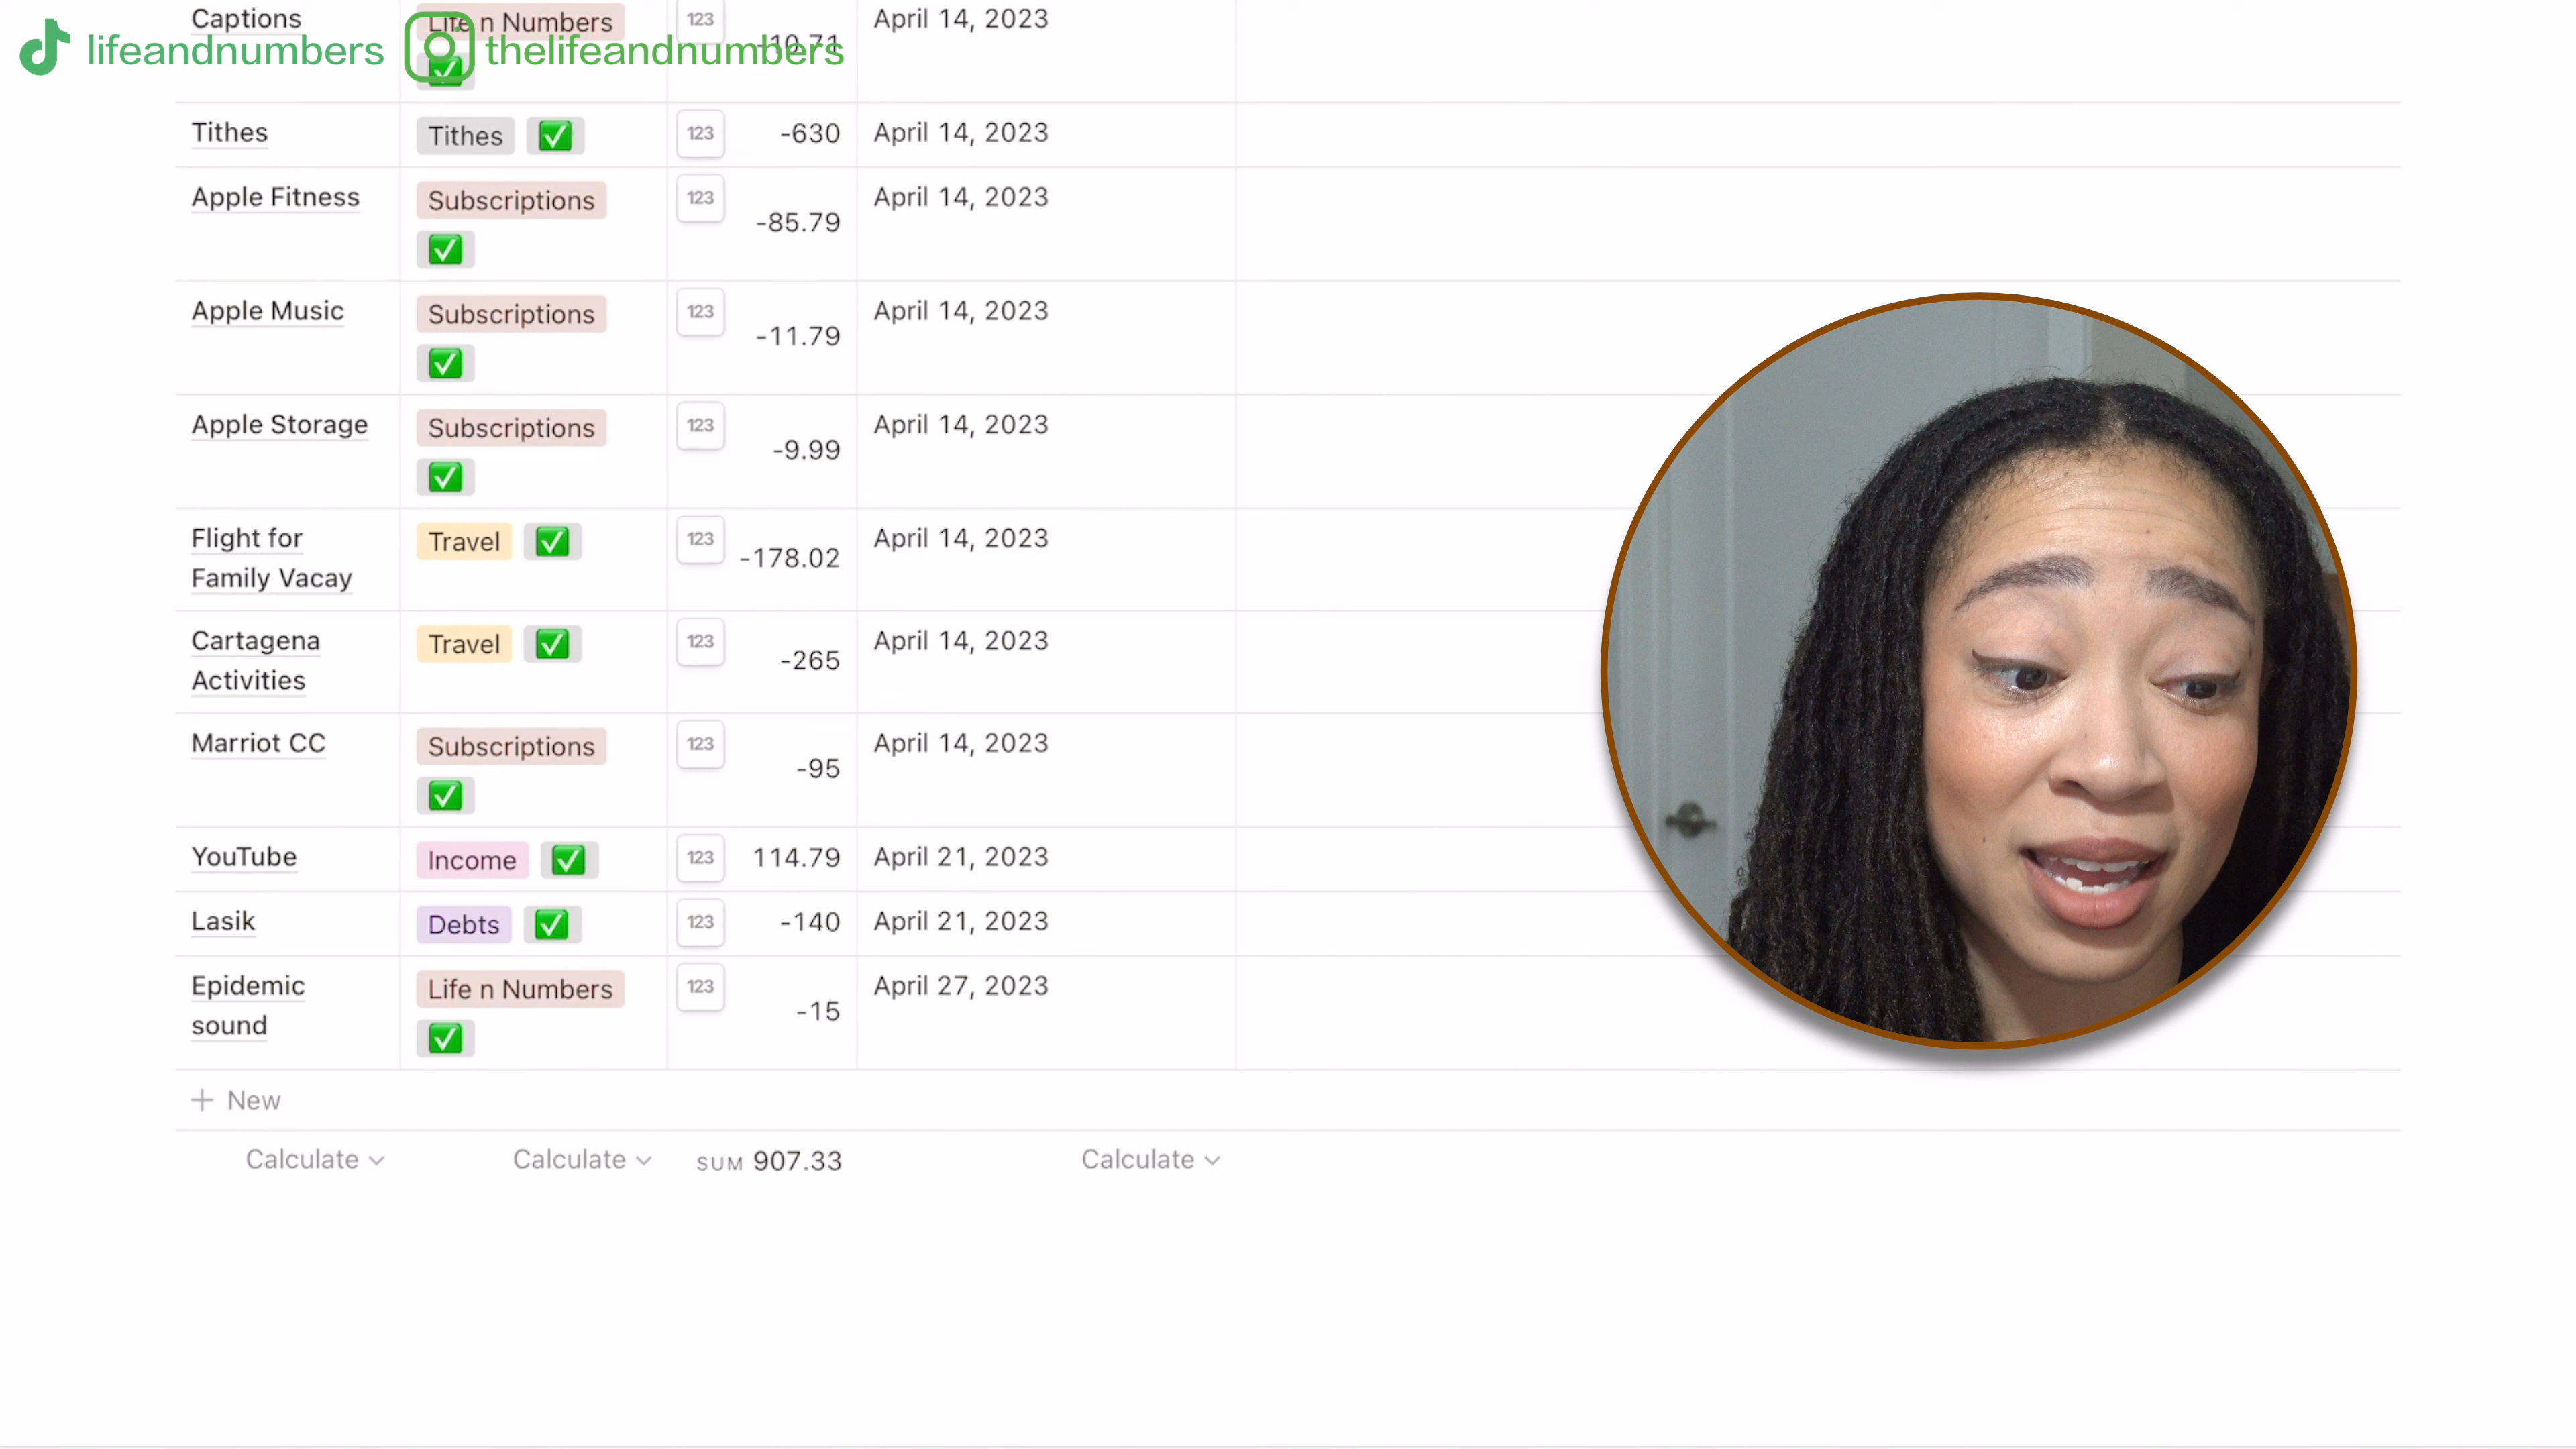 Captions Life n Numbers 123 -10.71 April 14, 2023
lifeandnumbers thelifeandnumbers
Tithes Tithes 123 -630 April 14, 2023
Apple Fitness Subscriptions 123 -85.79 April 14, 2023
Apple Music Subscriptions 123 -11.79 April 14, 2023
Apple Storage Subscriptions 123 -9.99 April 14, 2023
Flight for Travel 123 -178.02 April 14, 2023
Family Vacay
Cartagena Travel 123 -265 April 14, 2023
Activities
Marriot CC Subscriptions 123 -95 April 14, 2023
YouTube Income 123 114.79 April 21, 2023
Lasik Debts 123 -140 April 21, 2023
Epidemic Life n Numbers 123 -15 April 27, 2023
sound
+ New
Calculate Calculate SUM 907.33 Calculate